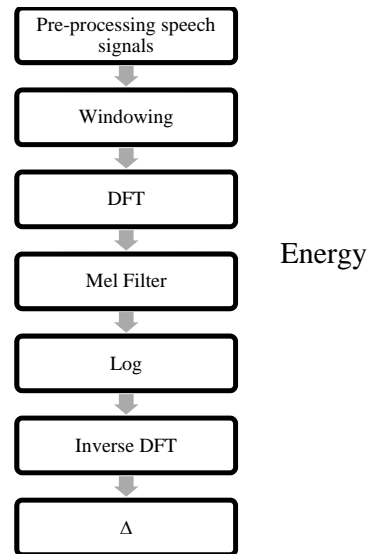 Pre-processing speech
signals
Windowing
DFT
Mel Filter
Energy
Log
Inverse DFT
Δ